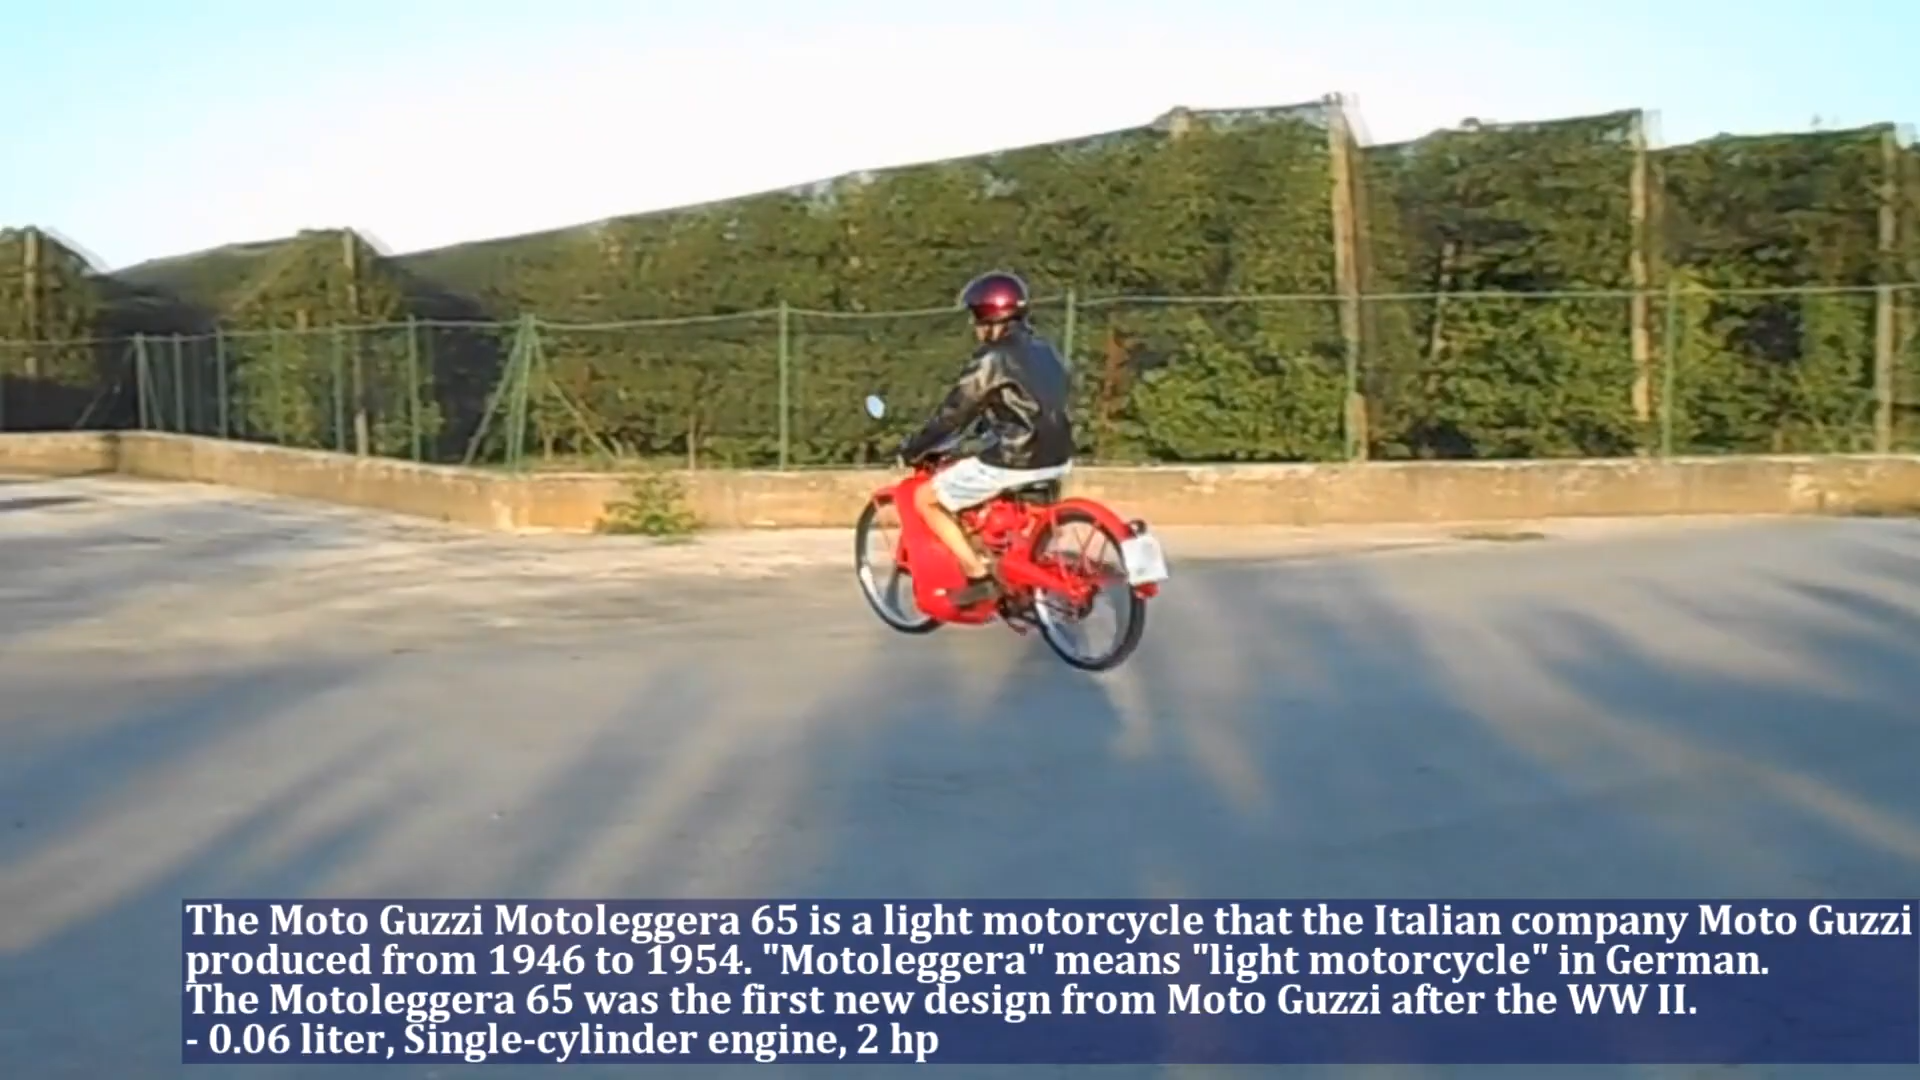 The Moto Guzzi Motoleggera 65 is a light motorcycle that the Italian company Moto Guzzi
produced from 1946 to 1954. "Motoleggera" means "light motorcycle" in German.
The Motoleggera 65 was the first new design from Moto Guzzi after the WW II.
- 0.06 liter, Single-cylinder engine, 2 hp